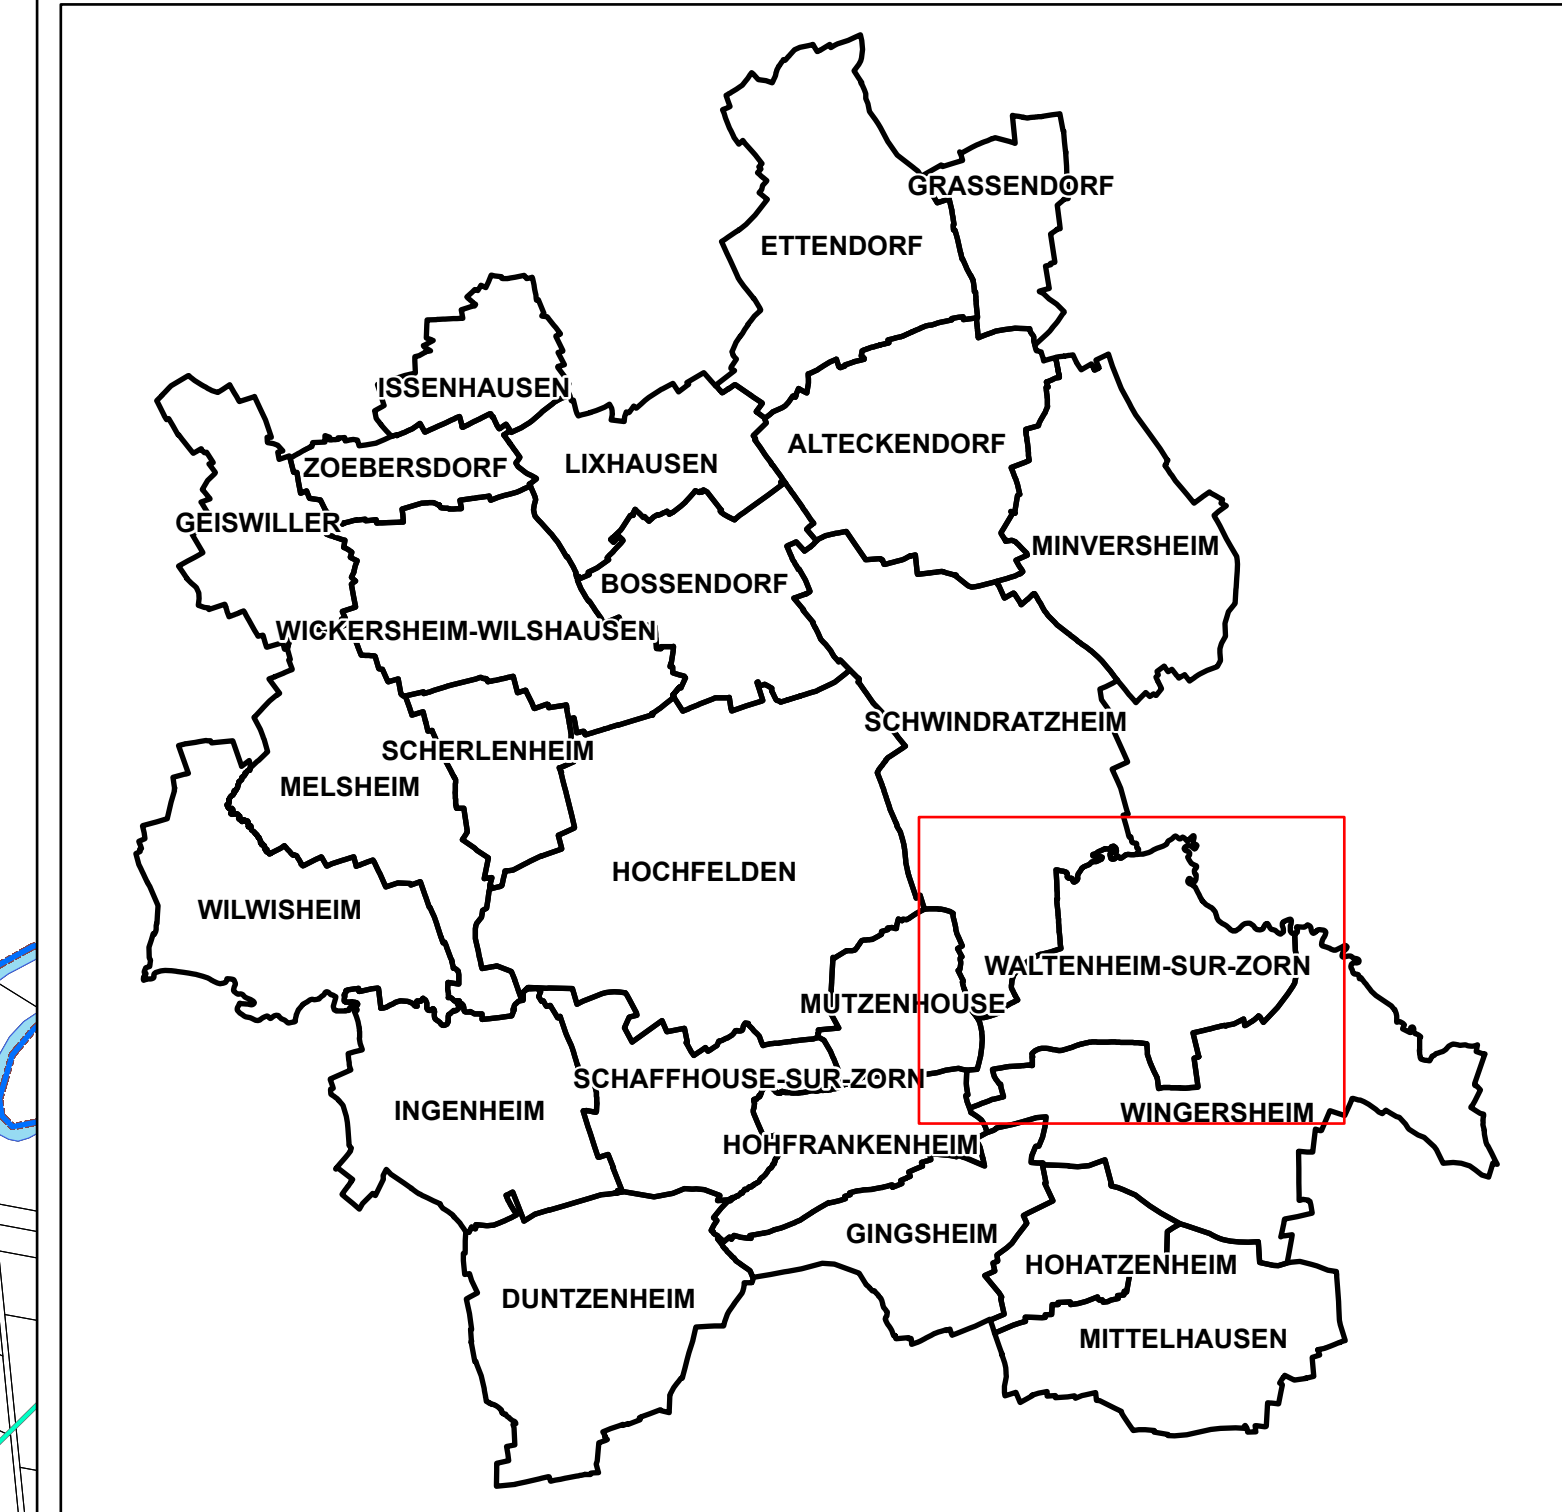 GRASSENDORF
ETTENDORF
ISSENHAUSEN
ALTECKENDORF
LIXHAUSEN
ZOEBERSDORF
GEISWILLER
MINVERSHEIM
BOSSENDORF
WICKERSHEIM-WILSHAUSEN
SCHWINDRATZHEIM
SCHERLENHEIM
MELSHEIM
HOCHFELDEN
WILWISHEIM
WALTENHEIM-SUR-ZORN
MUTZENHOUSE
SCHAFFHOUSE-SUR-ZORN
INGENHEIM
WINGERSHEIM
HOHFRANKENHEIM
GINGSHEIM
HOHATZENHEIM
DUNTZENHEIM
MITTELHAUSEN